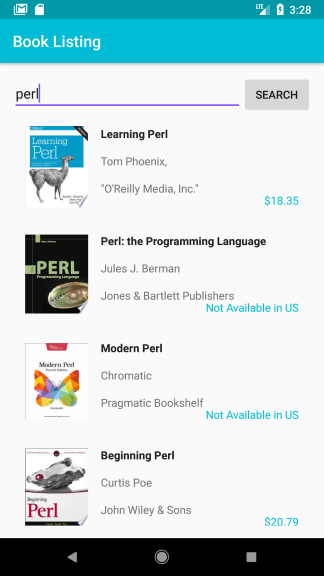 LTE 3:28
Book Listing
perl
SEARCH
Learning Perl
Tom Phoenix,
"O'Reilly Media, Inc."
$18.35
Learning
Perl
Perl: the Programming Language
Jules J. Berman
Jones & Bartlett Publishers
Not Available in US
PERL
Programming Language
Modern Perl
Chromatic
Pragmatic Bookshelf
Not Available in US
Modern Perl
Beginning Perl
Curtis Poe
John Wiley & Sons
$20.79
Beginning
Perl